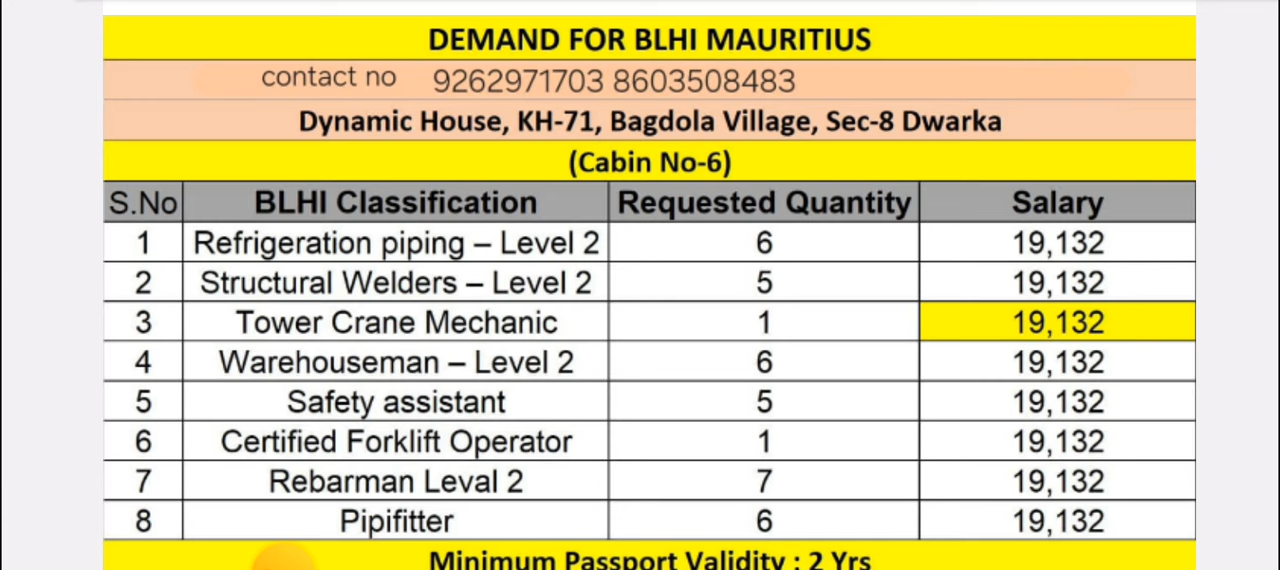 DEMAND FOR BLHI MAURITIUS
contact no 9262971703 8603508483
Dynamic House, KH-71, Bagdola Village, Sec-8 Dwarka
(Cabin No-6)
S.No BLHI Classification Requested Quantity Salary
1 Refrigeration piping – Level 2 6 19,132
2 Structural Welders – Level 2 5 19,132
3 Tower Crane Mechanic 1 19,132
4 Warehouseman – Level 2 6 19,132
5 Safety assistant 5 19,132
6 Certified Forklift Operator 1 19,132
7 Rebarman Leval 2 7 19,132
8 Pipifitter 6 19,132
Minimum Passport Validity : 2 Yrs